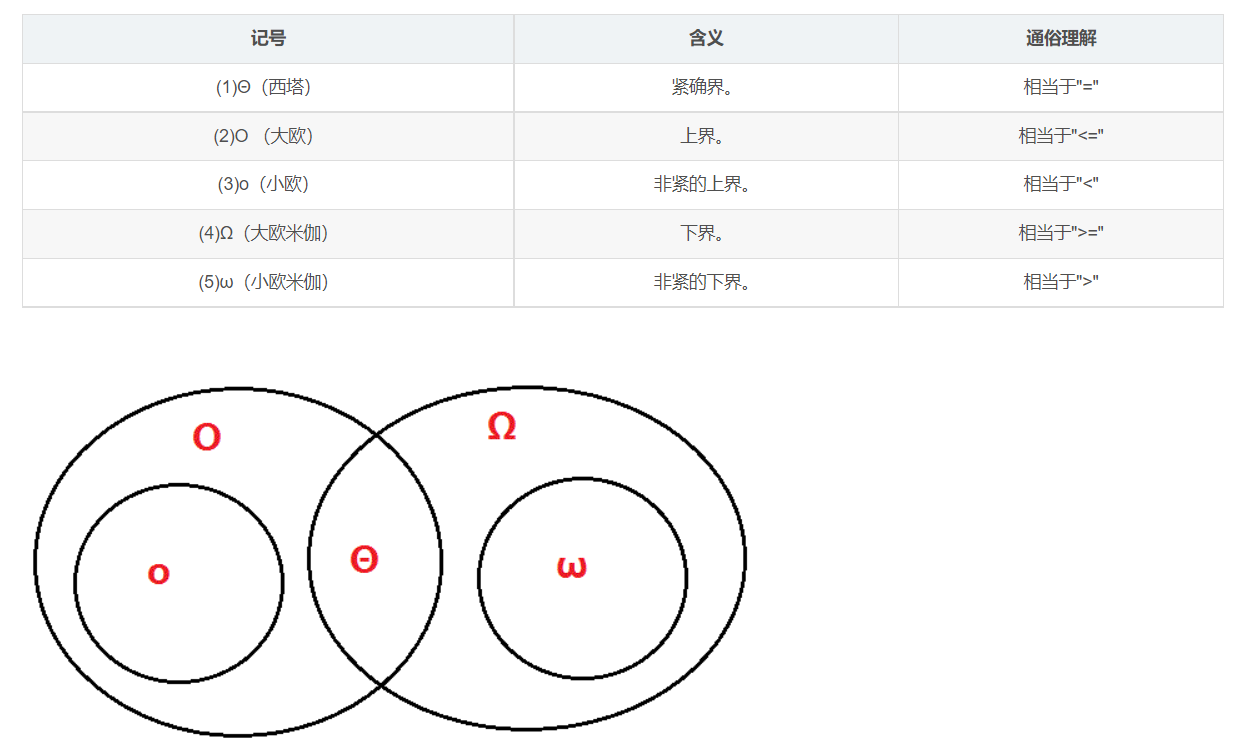 记号 含义 通俗理解
(1)Θ（西塔） 紧确界。 相当于"="
(2)O （大欧） 上界。 相当于"<="
(3)o（小欧） 非紧的上界。 相当于"<"
(4)Ω（大欧米伽） 下界。 相当于">="
(5)ω（小欧米伽） 非紧的下界。 相当于">"
O Ω
o Θ ω